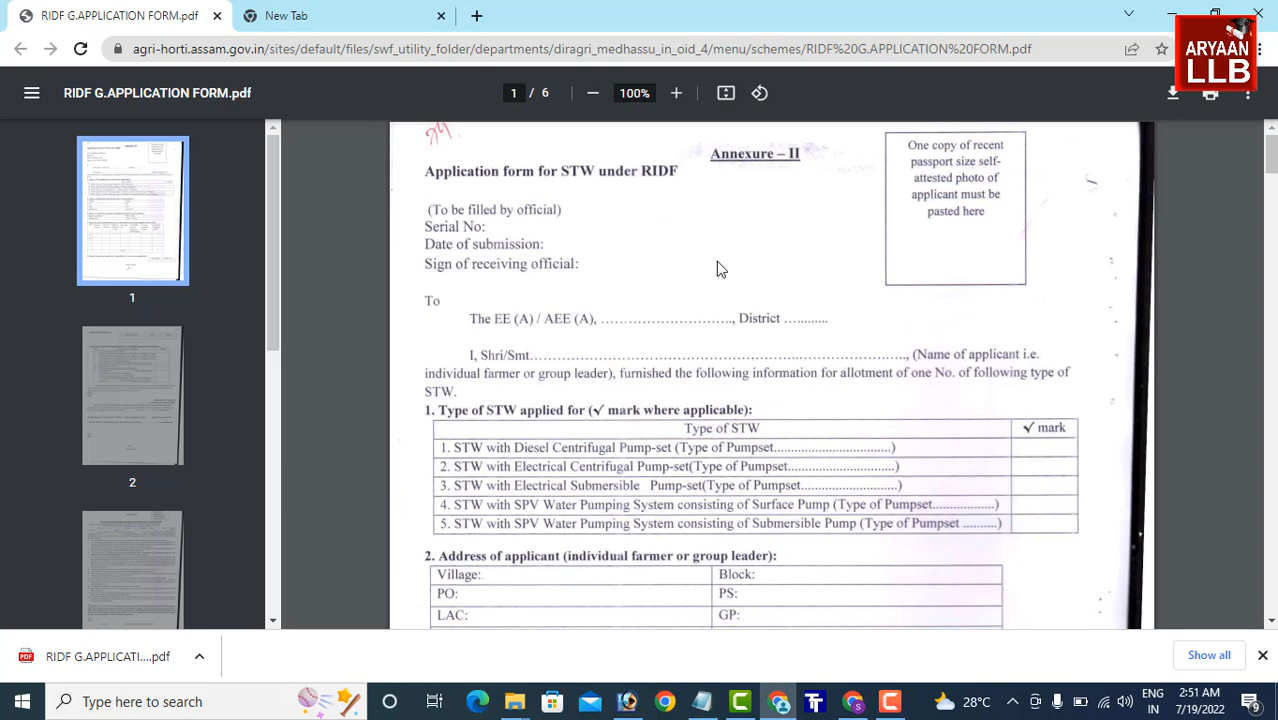 RIDF G.APPLICATION FORM.pdf
New Tab
agri-horti.assam.gov.in/sites/default/files/swf_utility_folder/departments/diragri_medhassu_in_oid_4/menu/schemes/RIDF%20G.APPLICATION%20FORM.pdf
ARYAAN
LLB
RIDF G.APPLICATION FORM.pdf
1 / 6
100%
Annexure – II
Application form for STW under RIDF
One copy of recent
passport size self-
attested photo of
applicant must be
pasted here
(To be filled by official)
Serial No:
Date of submission:
Sign of receiving official:
To
The EE (A) / AEE (A), ..............................., District ............
I, Shri/Smt..................................................................................., (Name of applicant i.e.
individual farmer or group leader), furnished the following information for allotment of one No. of following type of
STW.
1. Type of STW applied for (✓ mark where applicable):
Type of STW ✓ mark
1. STW with Diesel Centrifugal Pump-set (Type of Pumpset.............................)
2. STW with Electrical Centrifugal Pump-set(Type of Pumpset...........................)
3. STW with Electrical Submersible Pump-set(Type of Pumpset........................)
4. STW with SPV Water Pumping System consisting of Surface Pump (Type of Pumpset................)
5. STW with SPV Water Pumping System consisting of Submersible Pump (Type of Pumpset .........)
2. Address of applicant (individual farmer or group leader):
Village: Block:
PO: PS:
LAC: GP:
1
2
RIDF G.APPLICATI....pdf
Show all
Type here to search
28°C
ENG
IN
2:51 AM
7/19/2022
9